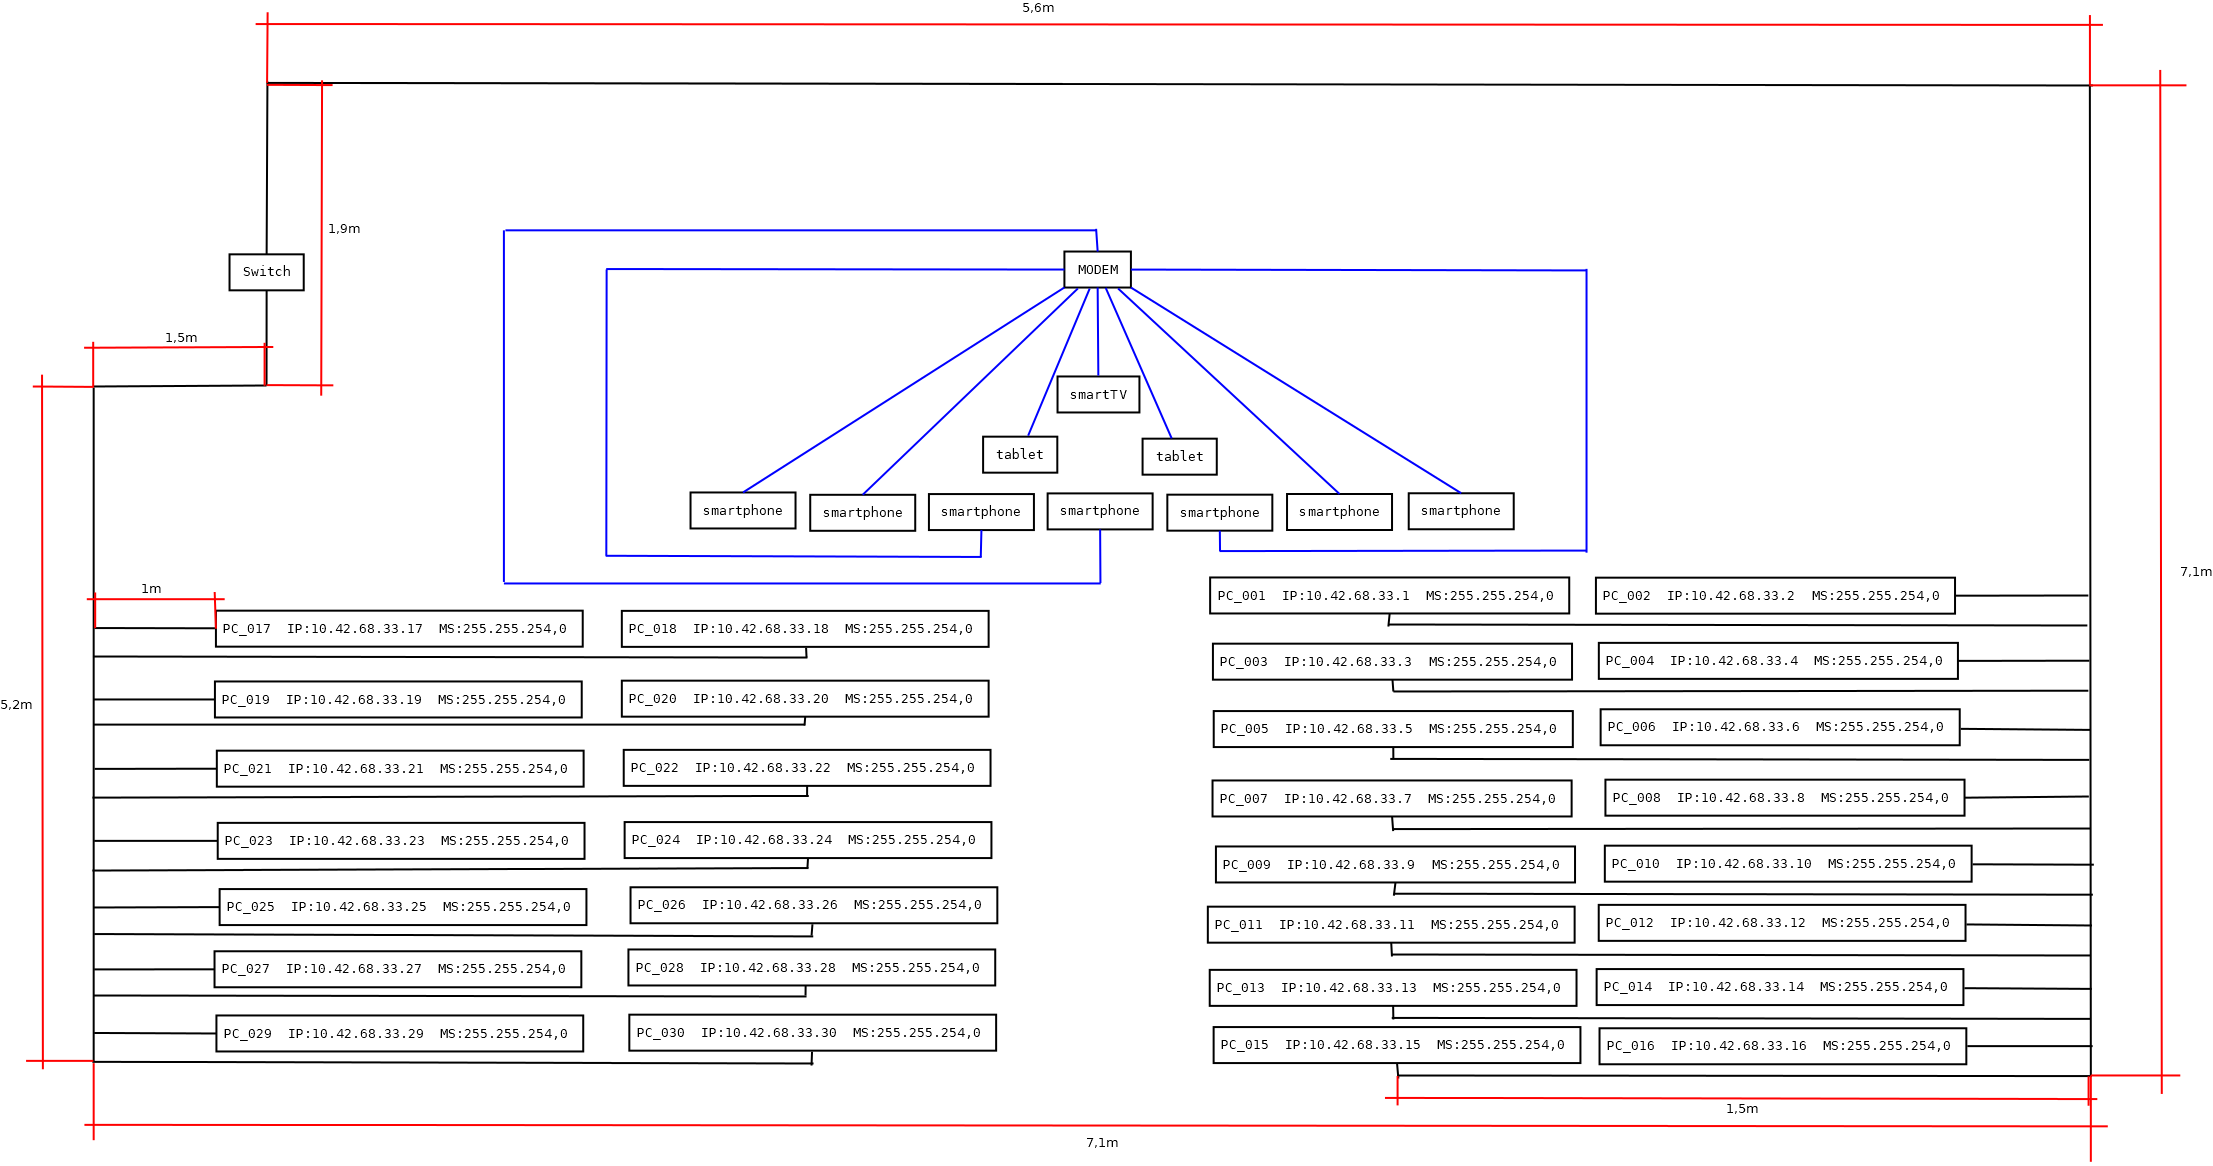 5,6m
1,9m
Switch
MODEM
1,5m
smartTV
tablet
tablet
smartphone
smartphone
smartphone
smartphone
smartphone
smartphone
smartphone
7,1m
1m
PC_001 IP:10.42.68.33.1 MS:255.255.254,0
PC_002 IP:10.42.68.33.2 MS:255.255.254,0
PC_017 IP:10.42.68.33.17 MS:255.255.254,0
PC_018 IP:10.42.68.33.18 MS:255.255.254,0
PC_003 IP:10.42.68.33.3 MS:255.255.254,0
PC_004 IP:10.42.68.33.4 MS:255.255.254,0
5,2m
PC_019 IP:10.42.68.33.19 MS:255.255.254,0
PC_020 IP:10.42.68.33.20 MS:255.255.254,0
PC_005 IP:10.42.68.33.5 MS:255.255.254,0
PC_006 IP:10.42.68.33.6 MS:255.255.254,0
PC_021 IP:10.42.68.33.21 MS:255.255.254,0
PC_022 IP:10.42.68.33.22 MS:255.255.254,0
PC_007 IP:10.42.68.33.7 MS:255.255.254,0
PC_008 IP:10.42.68.33.8 MS:255.255.254,0
PC_023 IP:10.42.68.33.23 MS:255.255.254,0
PC_024 IP:10.42.68.33.24 MS:255.255.254,0
PC_009 IP:10.42.68.33.9 MS:255.255.254,0
PC_010 IP:10.42.68.33.10 MS:255.255.254,0
PC_025 IP:10.42.68.33.25 MS:255.255.254,0
PC_026 IP:10.42.68.33.26 MS:255.255.254,0
PC_011 IP:10.42.68.33.11 MS:255.255.254,0
PC_012 IP:10.42.68.33.12 MS:255.255.254,0
PC_027 IP:10.42.68.33.27 MS:255.255.254,0
PC_028 IP:10.42.68.33.28 MS:255.255.254,0
PC_013 IP:10.42.68.33.13 MS:255.255.254,0
PC_014 IP:10.42.68.33.14 MS:255.255.254,0
PC_029 IP:10.42.68.33.29 MS:255.255.254,0
PC_030 IP:10.42.68.33.30 MS:255.255.254,0
PC_015 IP:10.42.68.33.15 MS:255.255.254,0
PC_016 IP:10.42.68.33.16 MS:255.255.254,0
1,5m
7,1m